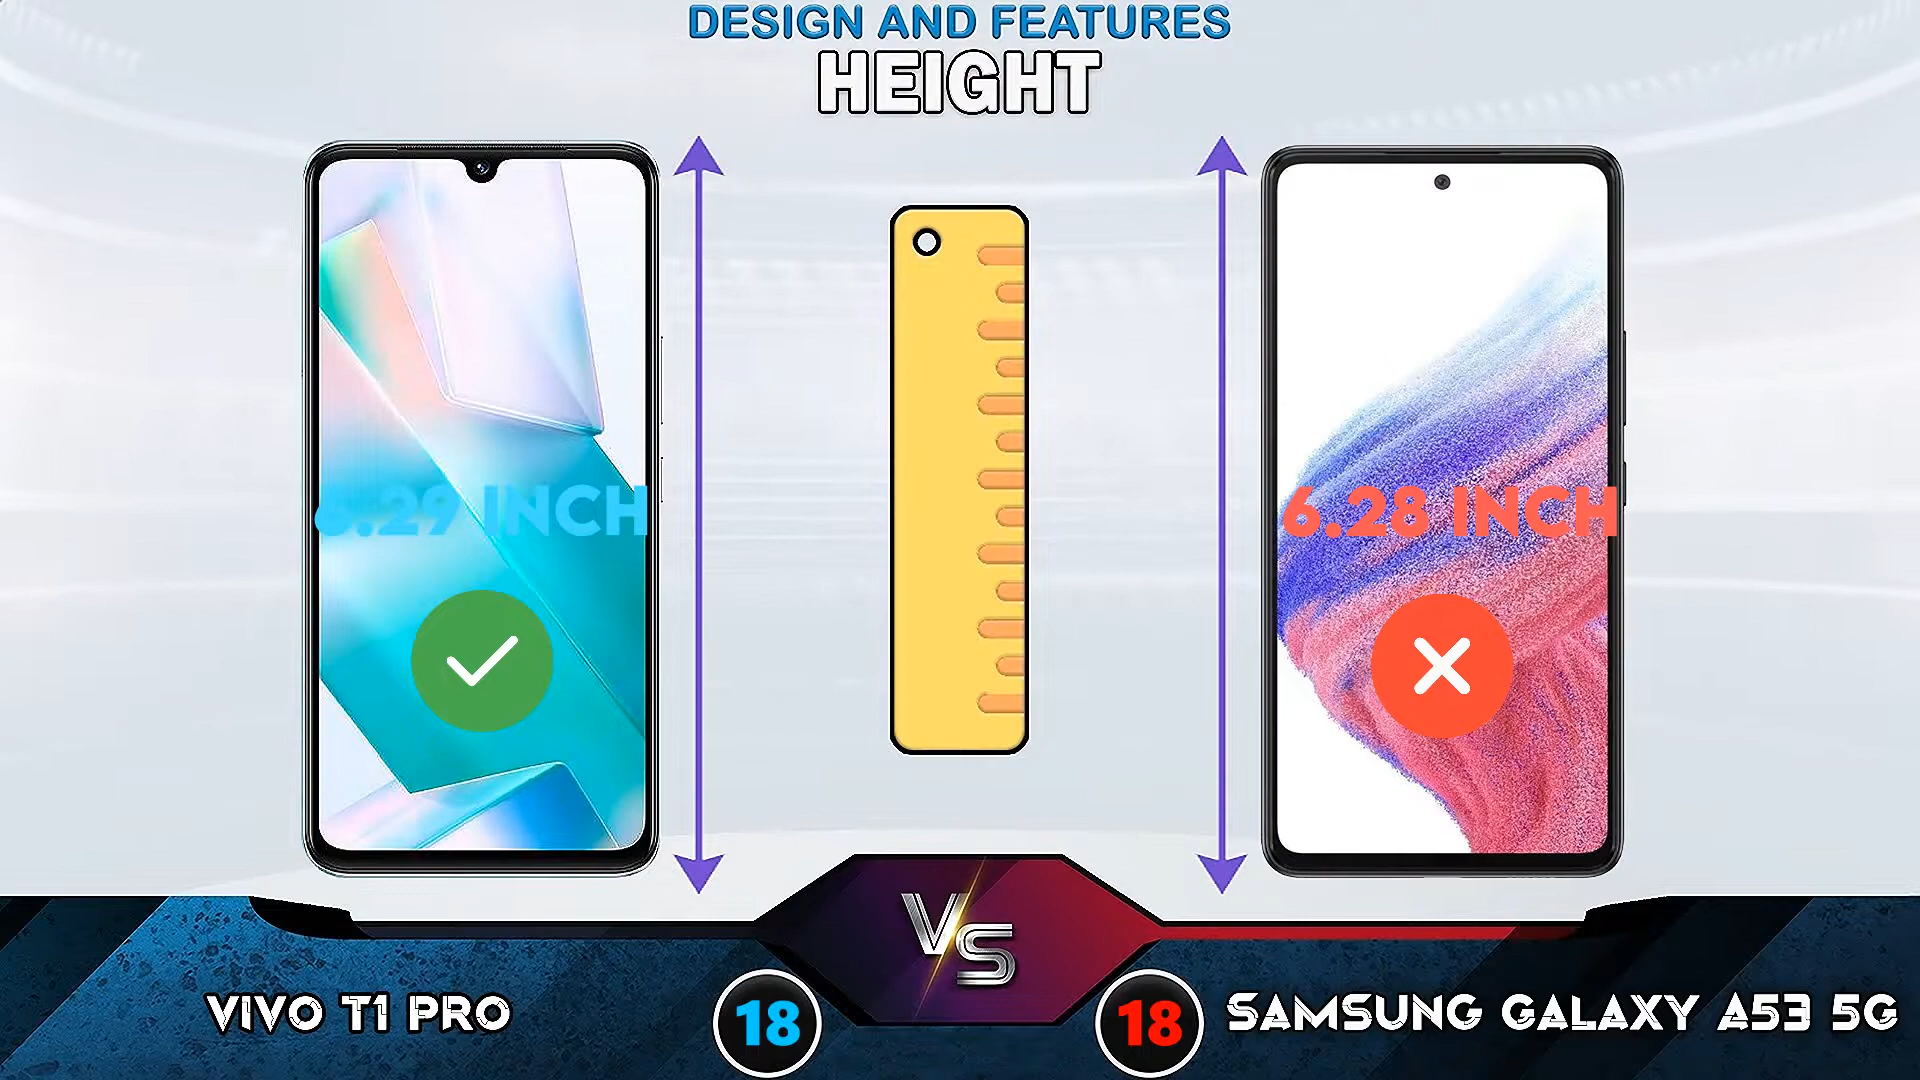 DESIGN AND FEATURES
HEIGHT
6.29 INCH
6.28 INCH
VS
VIVO T1 PRO
18
18
SAMSUNG GALAXY A53 5G